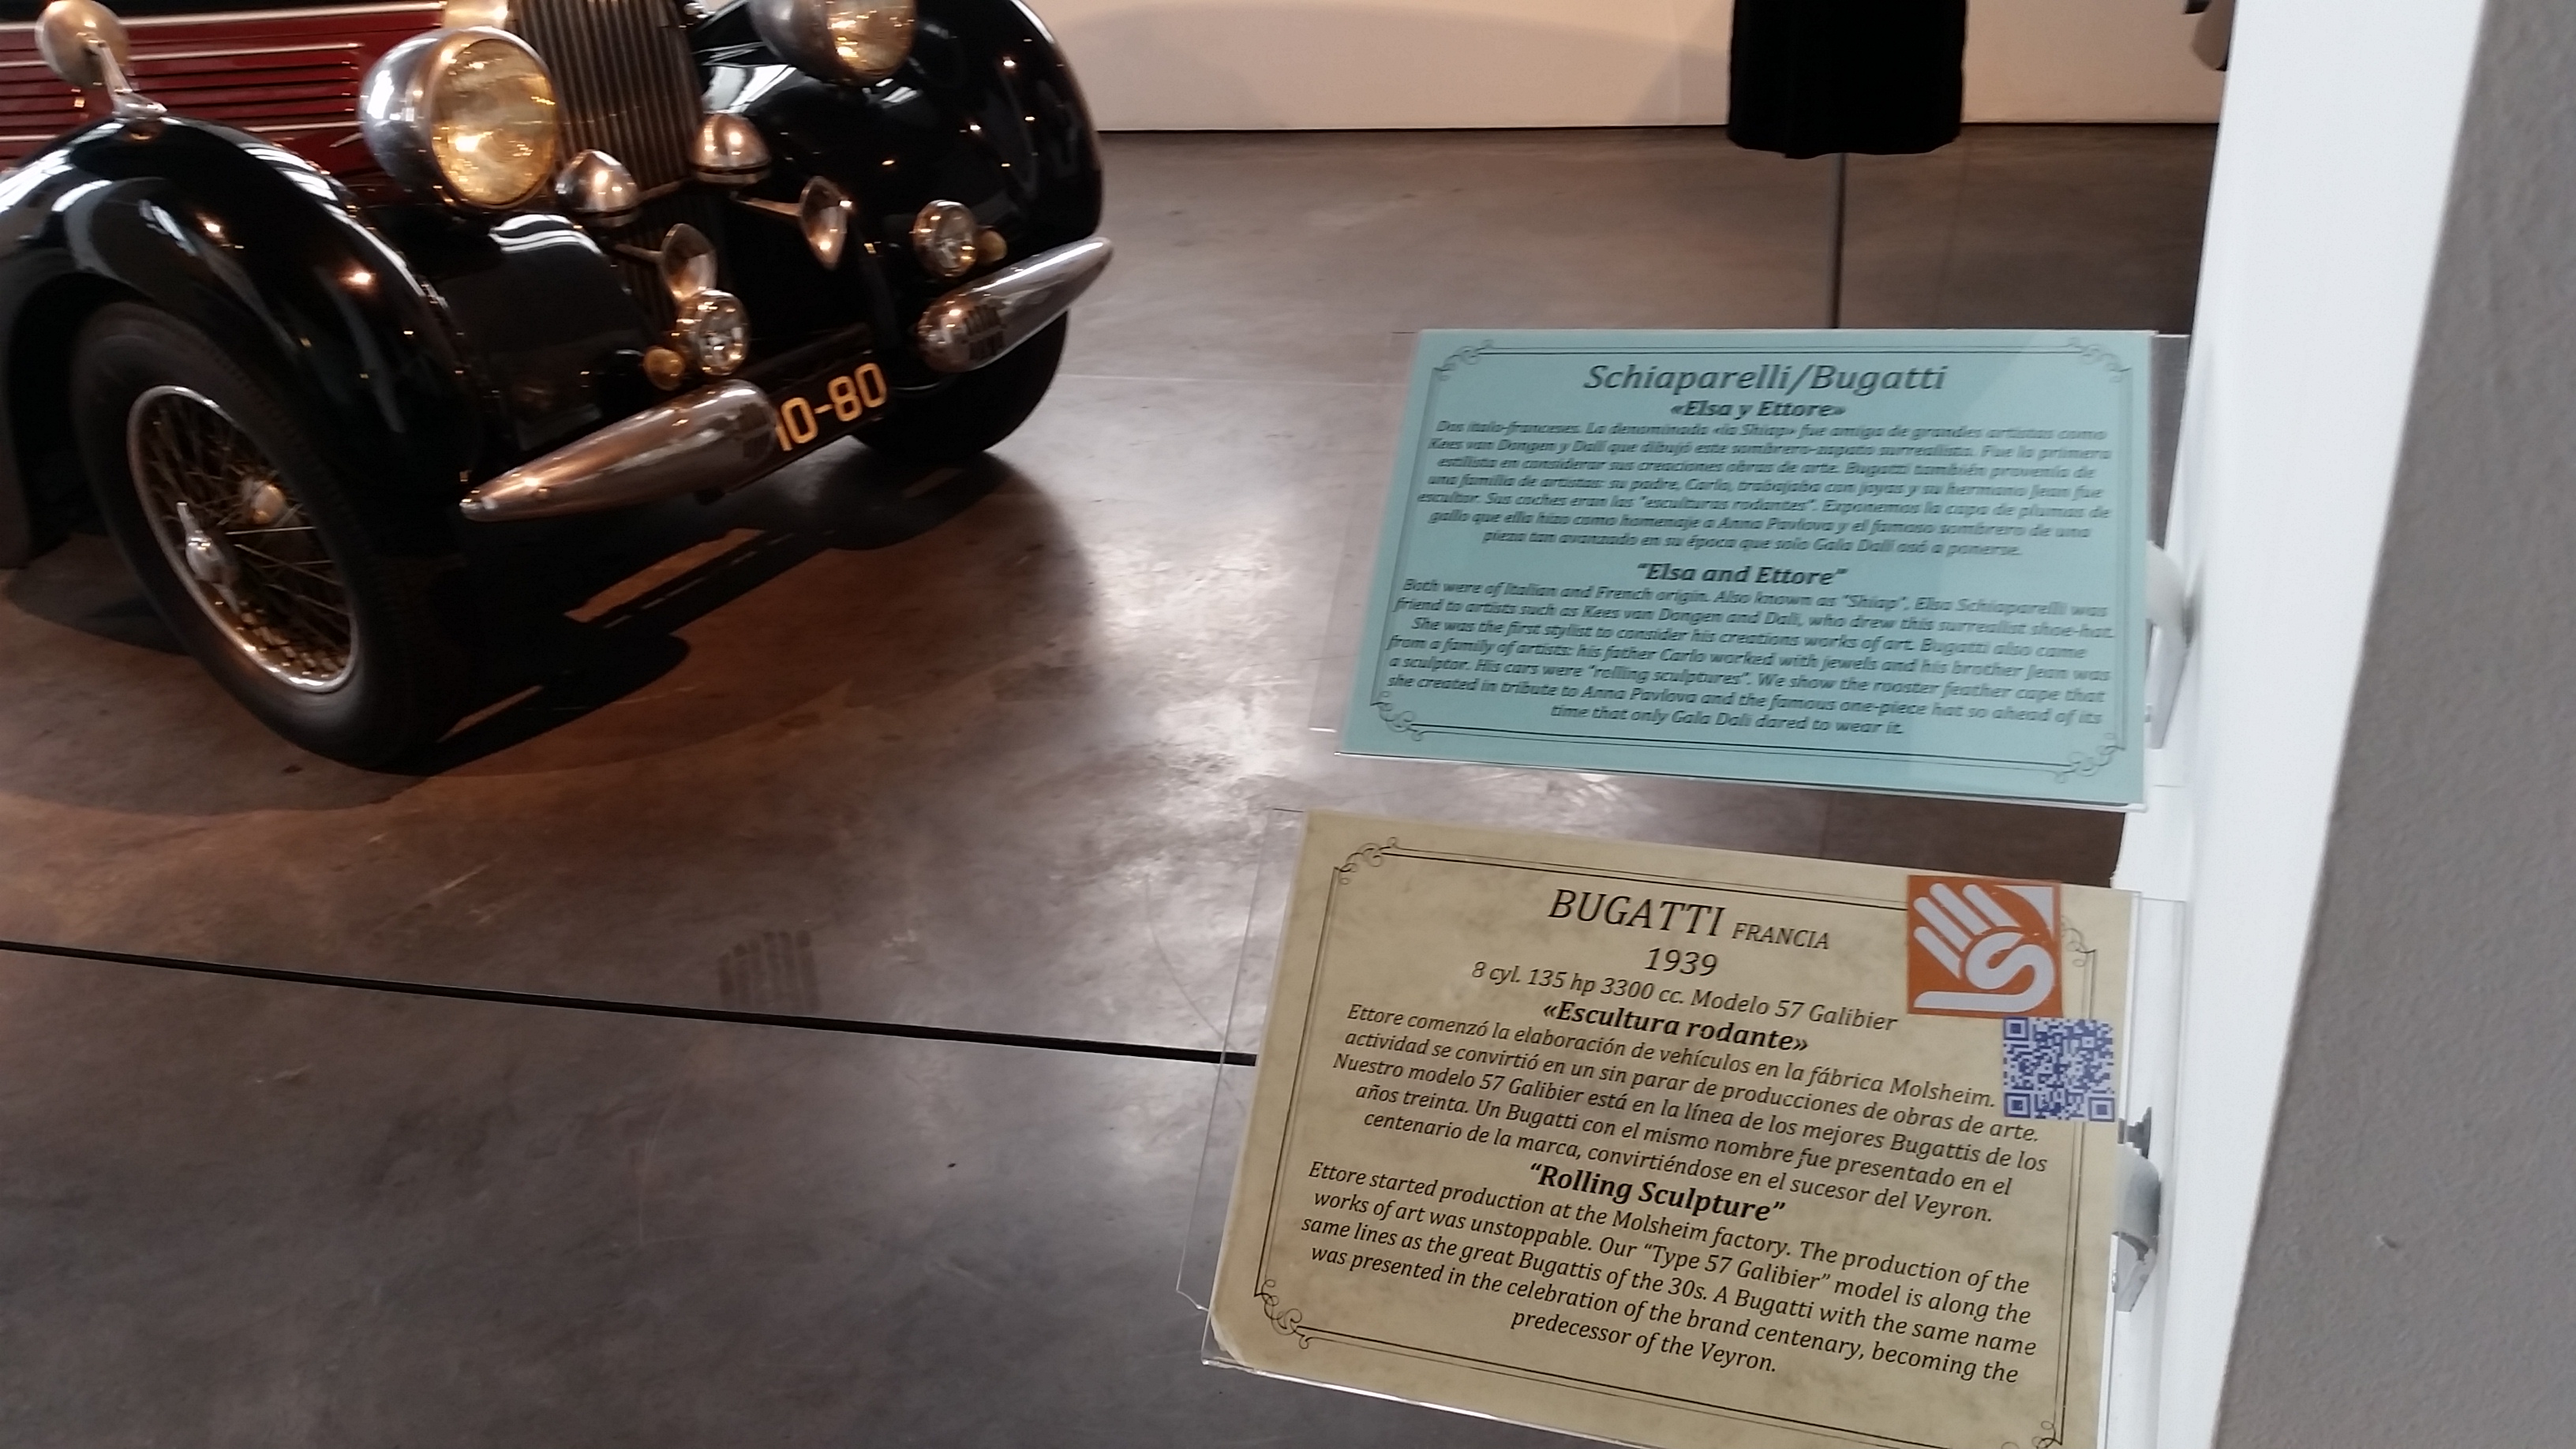 10-80
Schiaparelli/Bugatti
«Elsa y Ettore»
Dos italo-franceses. La denominada «la Shiap» fue amiga de grandes artistas como
Kees van Dongen y Dalí que dibujó este sombrero-zapato surrealista. Fue la primera
estilista en considerar sus creaciones obras de arte. Bugatti también provenía de
una familia de artistas: su padre, Carlo, trabajaba con joyas y su hermano Jean fue
escultor. Sus coches eran las "esculturas rodantes". Exponemos la capa de plumas de
gallo que ella hizo como homenaje a Anna Pavlova y el famoso sombrero de una
pieza tan avanzado en su época que solo Gala Dalí osó a ponerse.
"Elsa and Ettore"
Both were of Italian and French origin. Also known as "Shiap", Elsa Schiaparelli was
friend to artists such as Kees van Dongen and Dalí, who drew this surrealist shoe-hat.
She was the first stylist to consider his creations works of art. Bugatti also came
from a family of artists: his father Carlo worked with jewels and his brother Jean was
a sculptor. His cars were "rolling sculptures". We show the rooster feather cape that
she created in tribute to Anna Pavlova and the famous one-piece hat so ahead of its
time that only Gala Dalí dared to wear it.
BUGATTI FRANCIA
1939
8 cyl. 135 hp 3300 cc. Modelo 57 Galibier
«Escultura rodante»
Ettore comenzó la elaboración de vehículos en la fábrica Molsheim.
actividad se convirtió en un sin parar de producciones de obras de arte.
Nuestro modelo 57 Galibier está en la línea de los mejores Bugattis de los
años treinta. Un Bugatti con el mismo nombre fue presentado en el
centenario de la marca, convirtiéndose en el sucesor del Veyron.
"Rolling Sculpture"
Ettore started production at the Molsheim factory. The production of the
works of art was unstoppable. Our "Type 57 Galibier" model is along the
same lines as the great Bugattis of the 30s. A Bugatti with the same name
was presented in the celebration of the brand centenary, becoming the
predecessor of the Veyron.